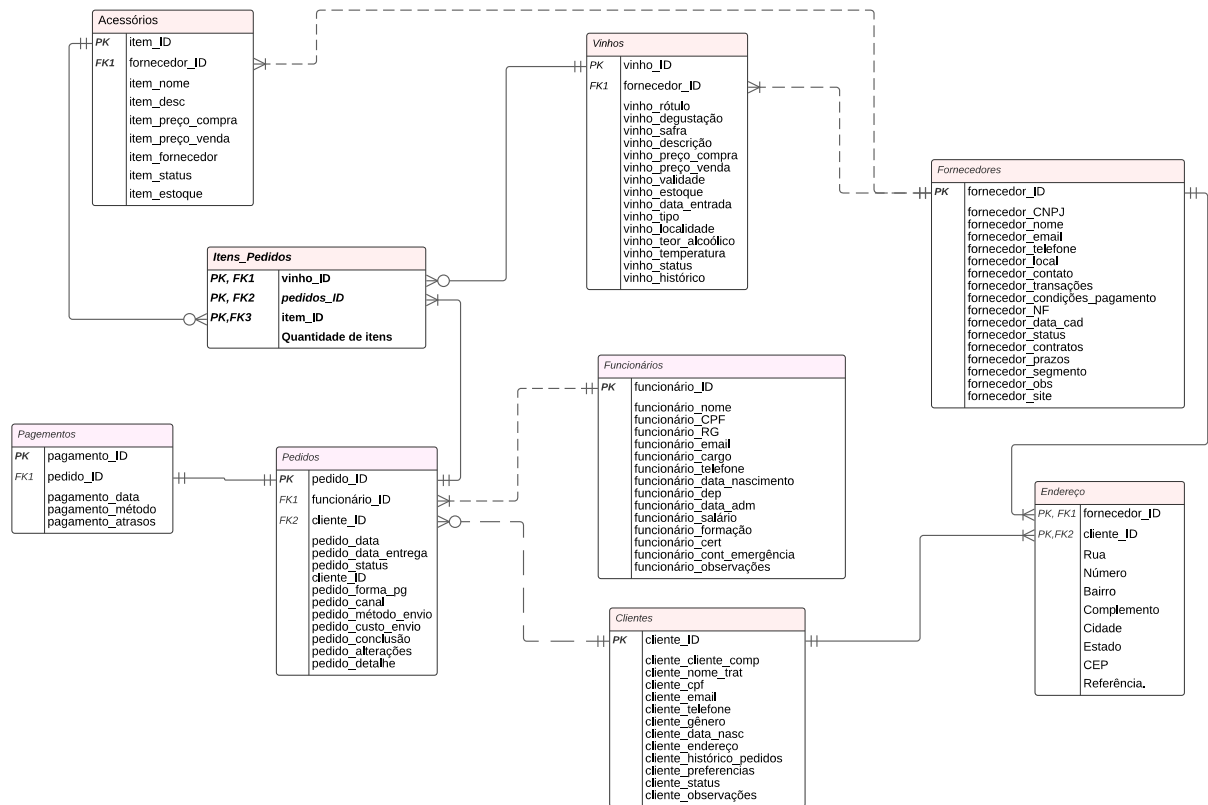 Acessórios
PK item_ID
FK1 fornecedor_ID
item_nome
item_desc
item_preço_compra
item_preço_venda
item_fornecedor
item_status
item_estoque
Vinhos
PK vinho_ID
FK1 fornecedor_ID
vinho_rótulo
vinho_degustação
vinho_safra
vinho_descrição
vinho_preço_compra
vinho_preço_venda
vinho_validade
vinho_estoque
vinho_data_entrada
vinho_tipo
vinho_localidade
vinho_teor_alcoólico
vinho_temperatura
vinho_status
vinho_histórico
Fornecedores
PK fornecedor_ID
fornecedor_CNPJ
fornecedor_nome
fornecedor_email
fornecedor_telefone
fornecedor_local
fornecedor_contato
fornecedor_transações
fornecedor_condições_pagamento
fornecedor_NF
fornecedor_data_cad
fornecedor_status
fornecedor_contratos
fornecedor_prazos
fornecedor_segmento
fornecedor_obs
fornecedor_site
Itens_Pedidos
PK, FK1 vinho_ID
PK, FK2 pedidos_ID
PK,FK3 item_ID
Quantidade de itens
Funcionários
PK funcionário_ID
funcionário_nome
funcionário_CPF
funcionário_RG
funcionário_email
funcionário_cargo
funcionário_telefone
funcionário_data_nascimento
funcionário_dep
funcionário_data_adm
funcionário_salário
funcionário_formação
funcionário_cert
funcionário_cont_emergência
funcionário_observações
Pagementos
PK pagamento_ID
FK1 pedido_ID
pagamento_data
pagamento_método
pagamento_atrasos
Pedidos
PK pedido_ID
FK1 funcionário_ID
FK2 cliente_ID
pedido_data
pedido_data_entrega
pedido_status
cliente_ID
pedido_forma_pg
pedido_canal
pedido_método_envio
pedido_custo_envio
pedido_conclusão
pedido_alterações
pedido_detalhe
Endereço
PK, FK1 fornecedor_ID
PK,FK2 cliente_ID
Rua
Número
Bairro
Complemento
Cidade
Estado
CEP
Referência.
Clientes
PK cliente_ID
cliente_cliente_comp
cliente_nome_trat
cliente_cpf
cliente_email
cliente_telefone
cliente_gênero
cliente_data_nasc
cliente_endereço
cliente_histórico_pedidos
cliente_preferencias
cliente_status
cliente_observações